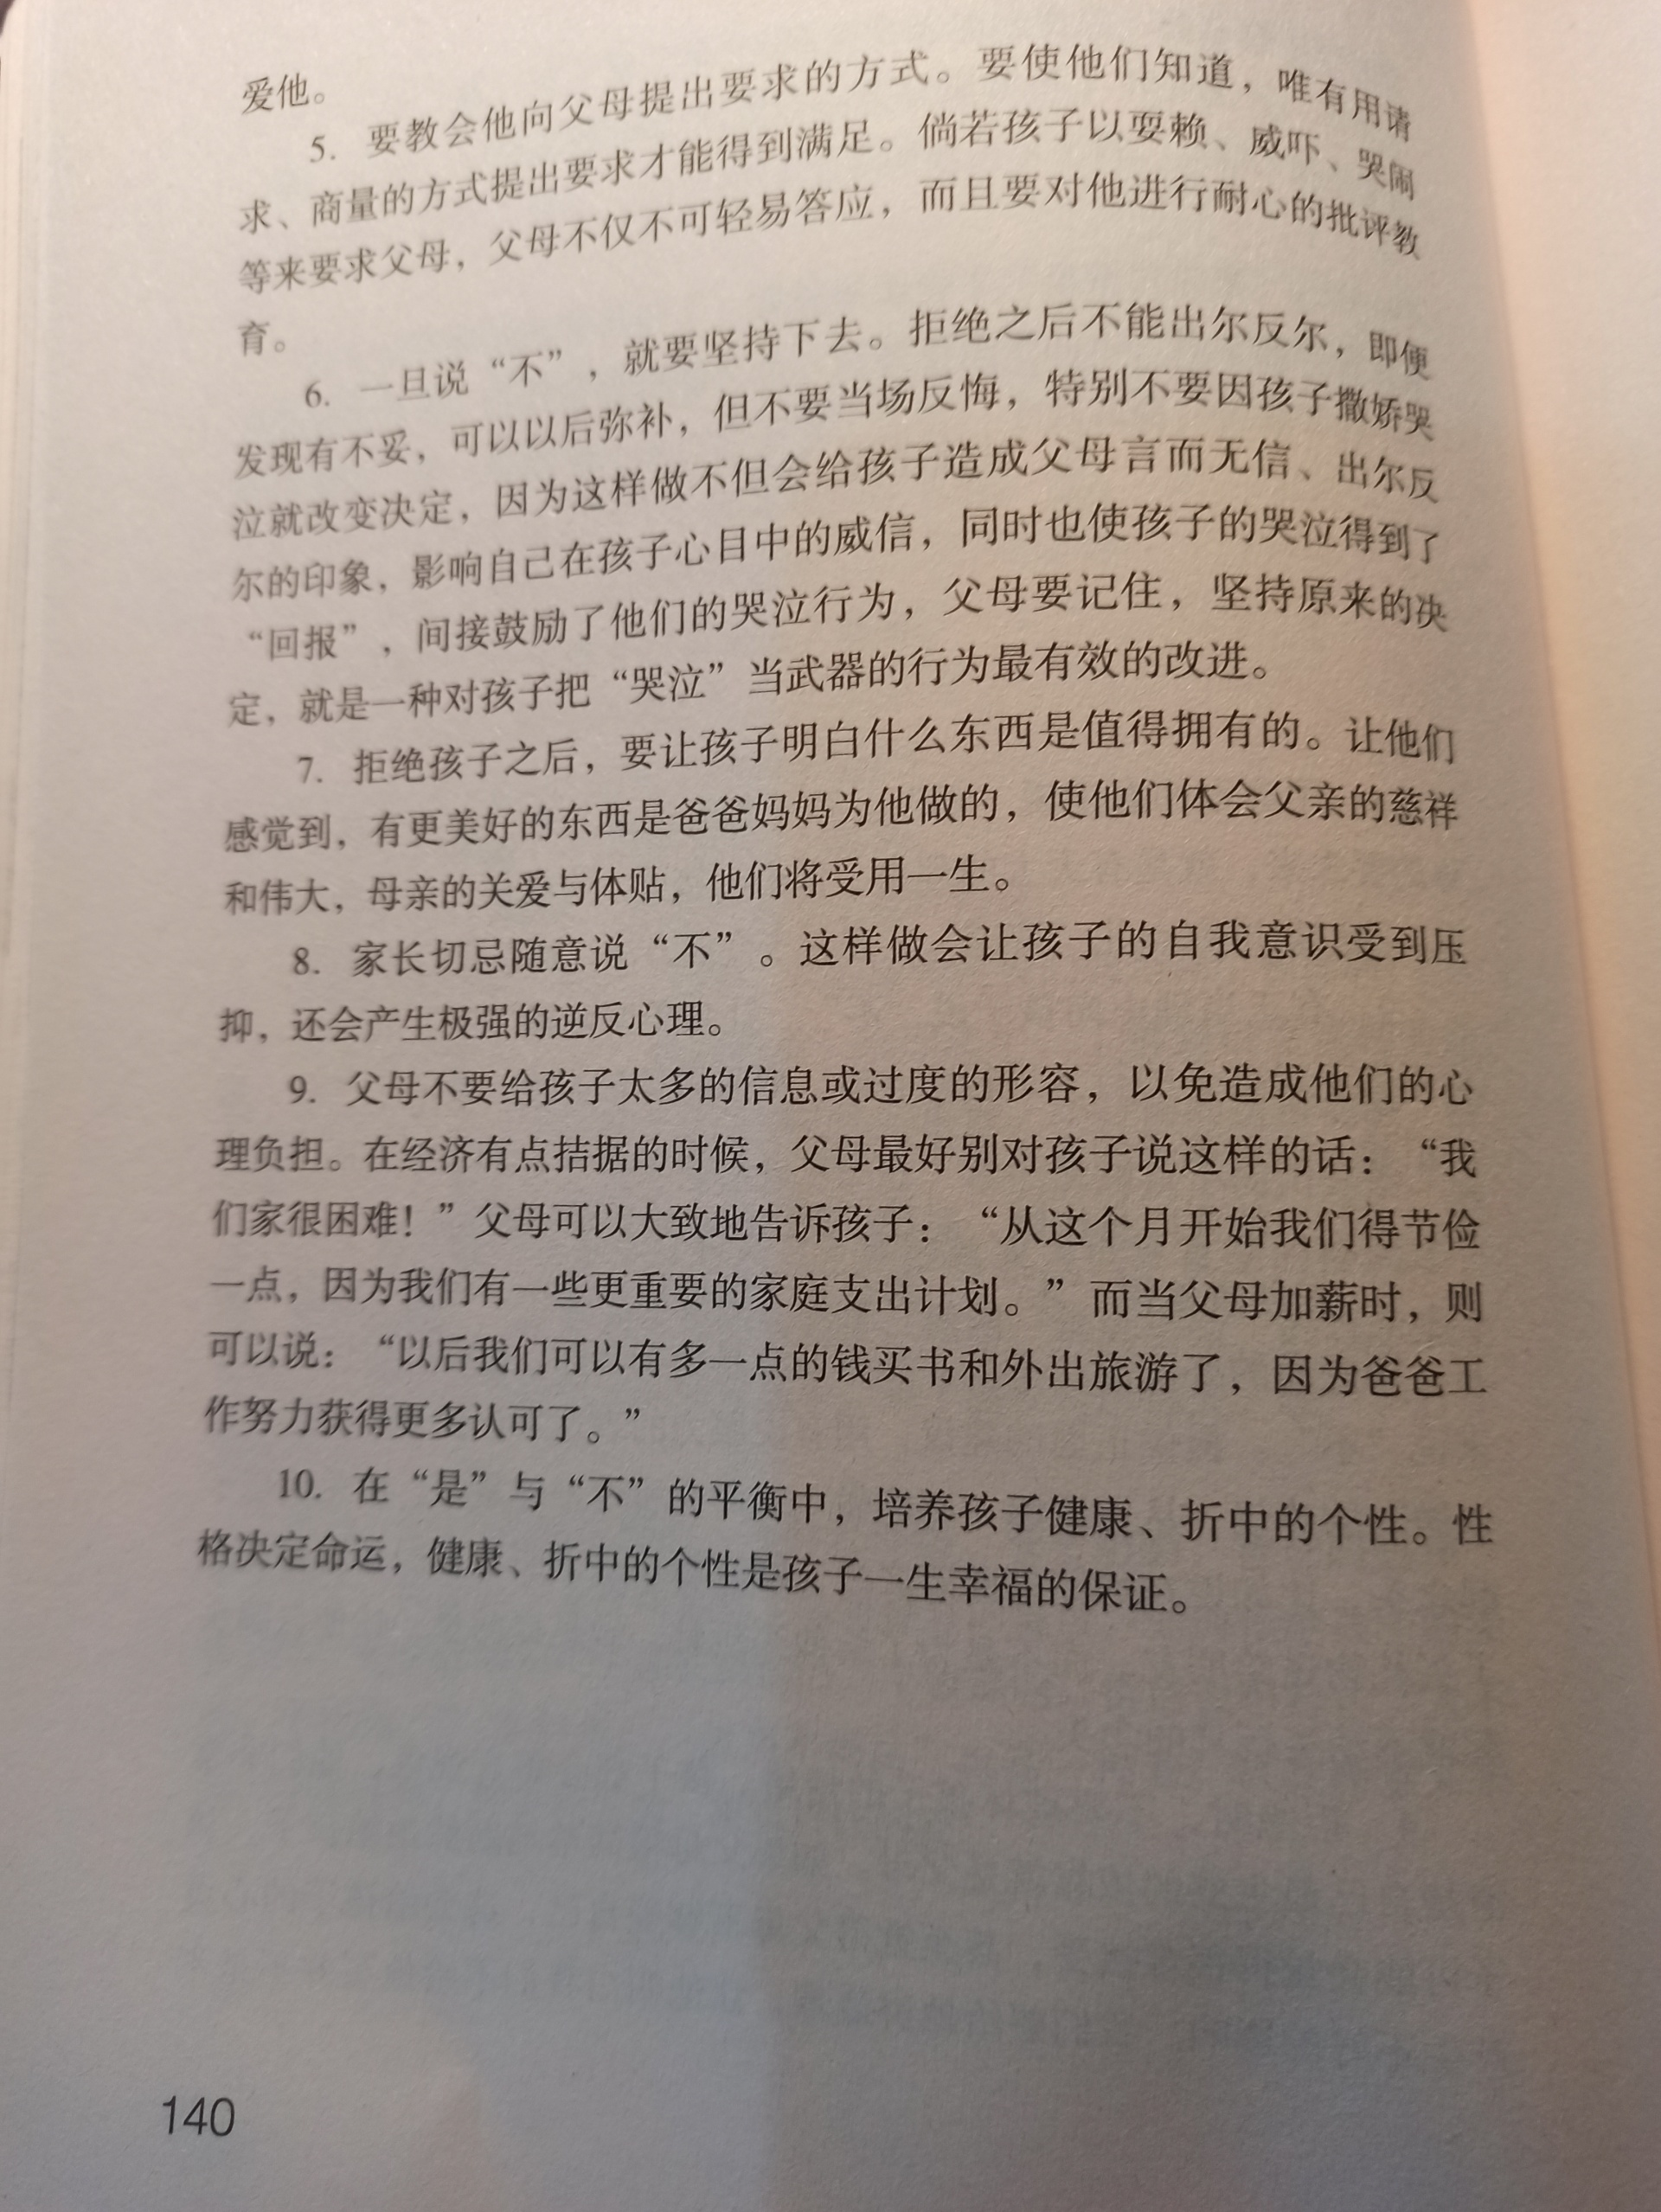 爱他。
5. 要教会他向父母提出要求的方式。要使他们知道，唯有用请
求、商量的方式提出要求才能得到满足。倘若孩子以耍赖、威吓、哭闹
等来要求父母，父母不仅不可轻易答应，而且要对他进行耐心的批评教
育。
6. 一旦说“不”，就要坚持下去。拒绝之后不能出尔反尔，即便
发现有不妥，可以以后弥补，但不要当场反悔，特别不要因孩子撒娇哭
泣就改变决定，因为这样做不但会给孩子造成父母言而无信、出尔反
尔的印象，影响自己在孩子心目中的威信，同时也使孩子的哭泣得到了
“回报”，间接鼓励了他们的哭泣行为，父母要记住，坚持原来的决
定，就是一种对孩子把“哭泣”当武器的行为最有效的改进。
7. 拒绝孩子之后，要让孩子明白什么东西是值得拥有的。让他们
感觉到，有更美好的东西是爸爸妈妈为他做的，使他们体会父亲的慈祥
和伟大，母亲的关爱与体贴，他们将受用一生。
8. 家长切忌随意说“不”。这样做会让孩子的自我意识受到压
抑，还会产生极强的逆反心理。
9. 父母不要给孩子太多的信息或过度的形容，以免造成他们的心
理负担。在经济有点拮据的时候，父母最好别对孩子说这样的话：“我
们家很困难！”父母可以大致地告诉孩子：“从这个月开始我们得节俭
一点，因为我们有一些更重要的家庭支出计划。”而当父母加薪时，则
可以说：“以后我们可以有多一点的钱买书和外出旅游了，因为爸爸工
作努力获得更多认可了。”
10. 在“是”与“不”的平衡中，培养孩子健康、折中的个性。性
格决定命运，健康、折中的个性是孩子一生幸福的保证。
140